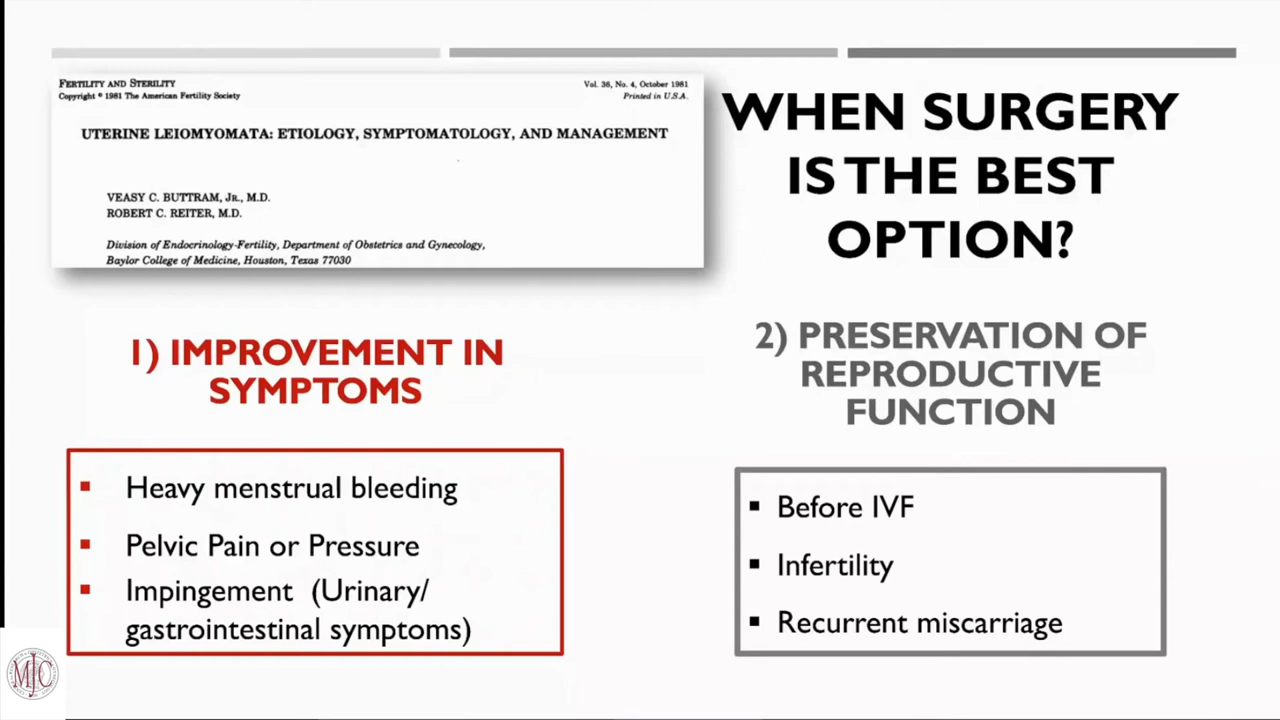 FERTILITY AND STERILITY
Copyright © 1981 The American Fertility Society
Vol. 36, No. 4, October 1981
Printed in U.S.A.
UTERINE LEIOMYOMATA: ETIOLOGY, SYMPTOMATOLOGY, AND MANAGEMENT
VEASY C. BUTTRAM, JR., M.D.
ROBERT C. REITER, M.D.
Division of Endocrinology-Fertility, Department of Obstetrics and Gynecology,
Baylor College of Medicine, Houston, Texas 77030
WHEN SURGERY
IS THE BEST
OPTION?
1) IMPROVEMENT IN
SYMPTOMS
▪ Heavy menstrual bleeding
▪ Pelvic Pain or Pressure
▪ Impingement (Urinary/
gastrointestinal symptoms)
2) PRESERVATION OF
REPRODUCTIVE
FUNCTION
▪ Before IVF
▪ Infertility
▪ Recurrent miscarriage
MJC